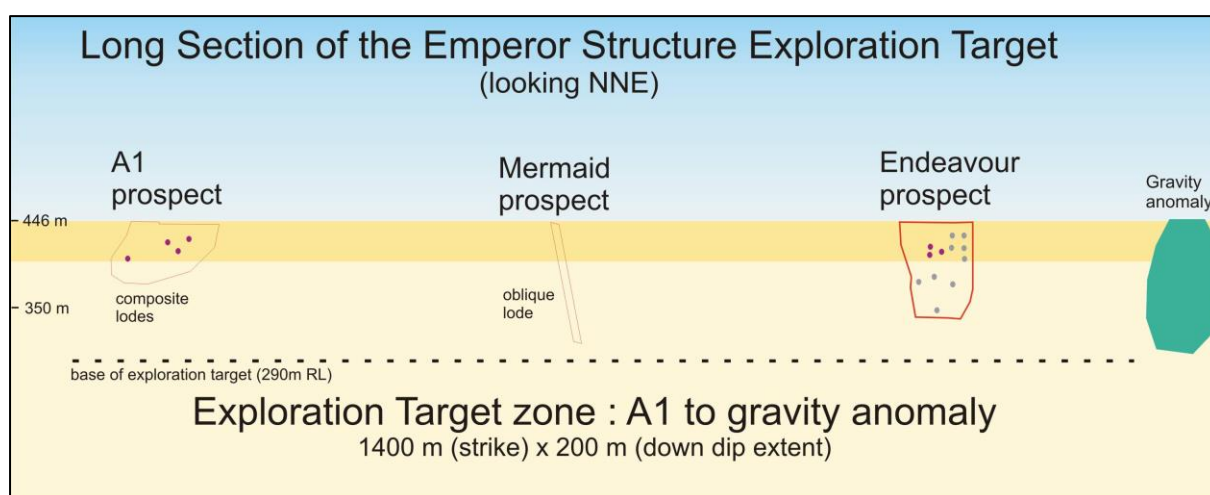 Long Section of the Emperor Structure Exploration Target
(looking NNE)
A1
prospect
Mermaid
prospect
Endeavour
prospect
Gravity
anomaly
446 m
composite
lodes
oblique
lode
350 m
base of exploration target (290m RL)
Exploration Target zone : A1 to gravity anomaly
1400 m (strike) x 200 m (down dip extent)